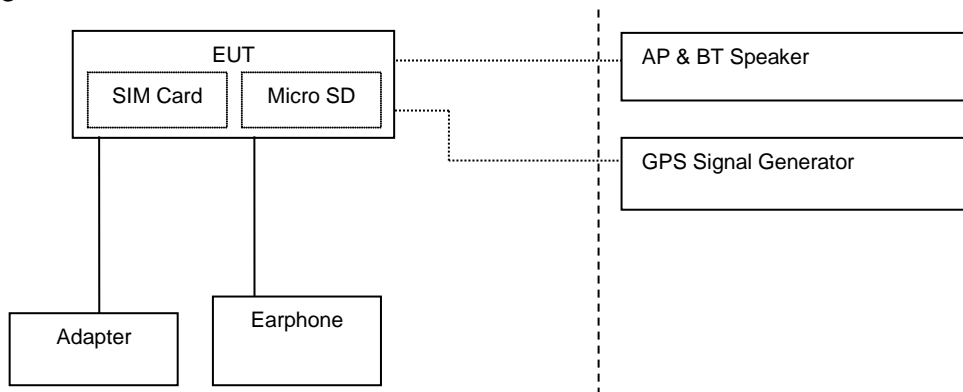 EUT
SIM Card
Micro SD
AP & BT Speaker
GPS Signal Generator
Adapter
Earphone